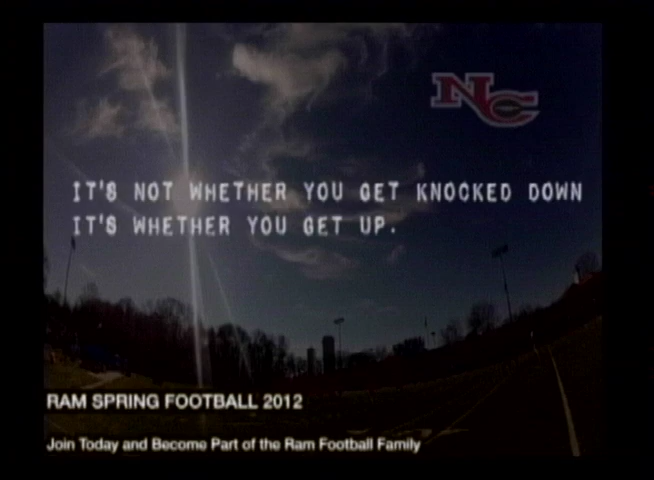 NC
IT'S NOT WHETHER YOU GET KNOCKED DOWN
IT'S WHETHER YOU GET UP.
RAM SPRING FOOTBALL 2012
Join Today and Become Part of the Ram Football Family